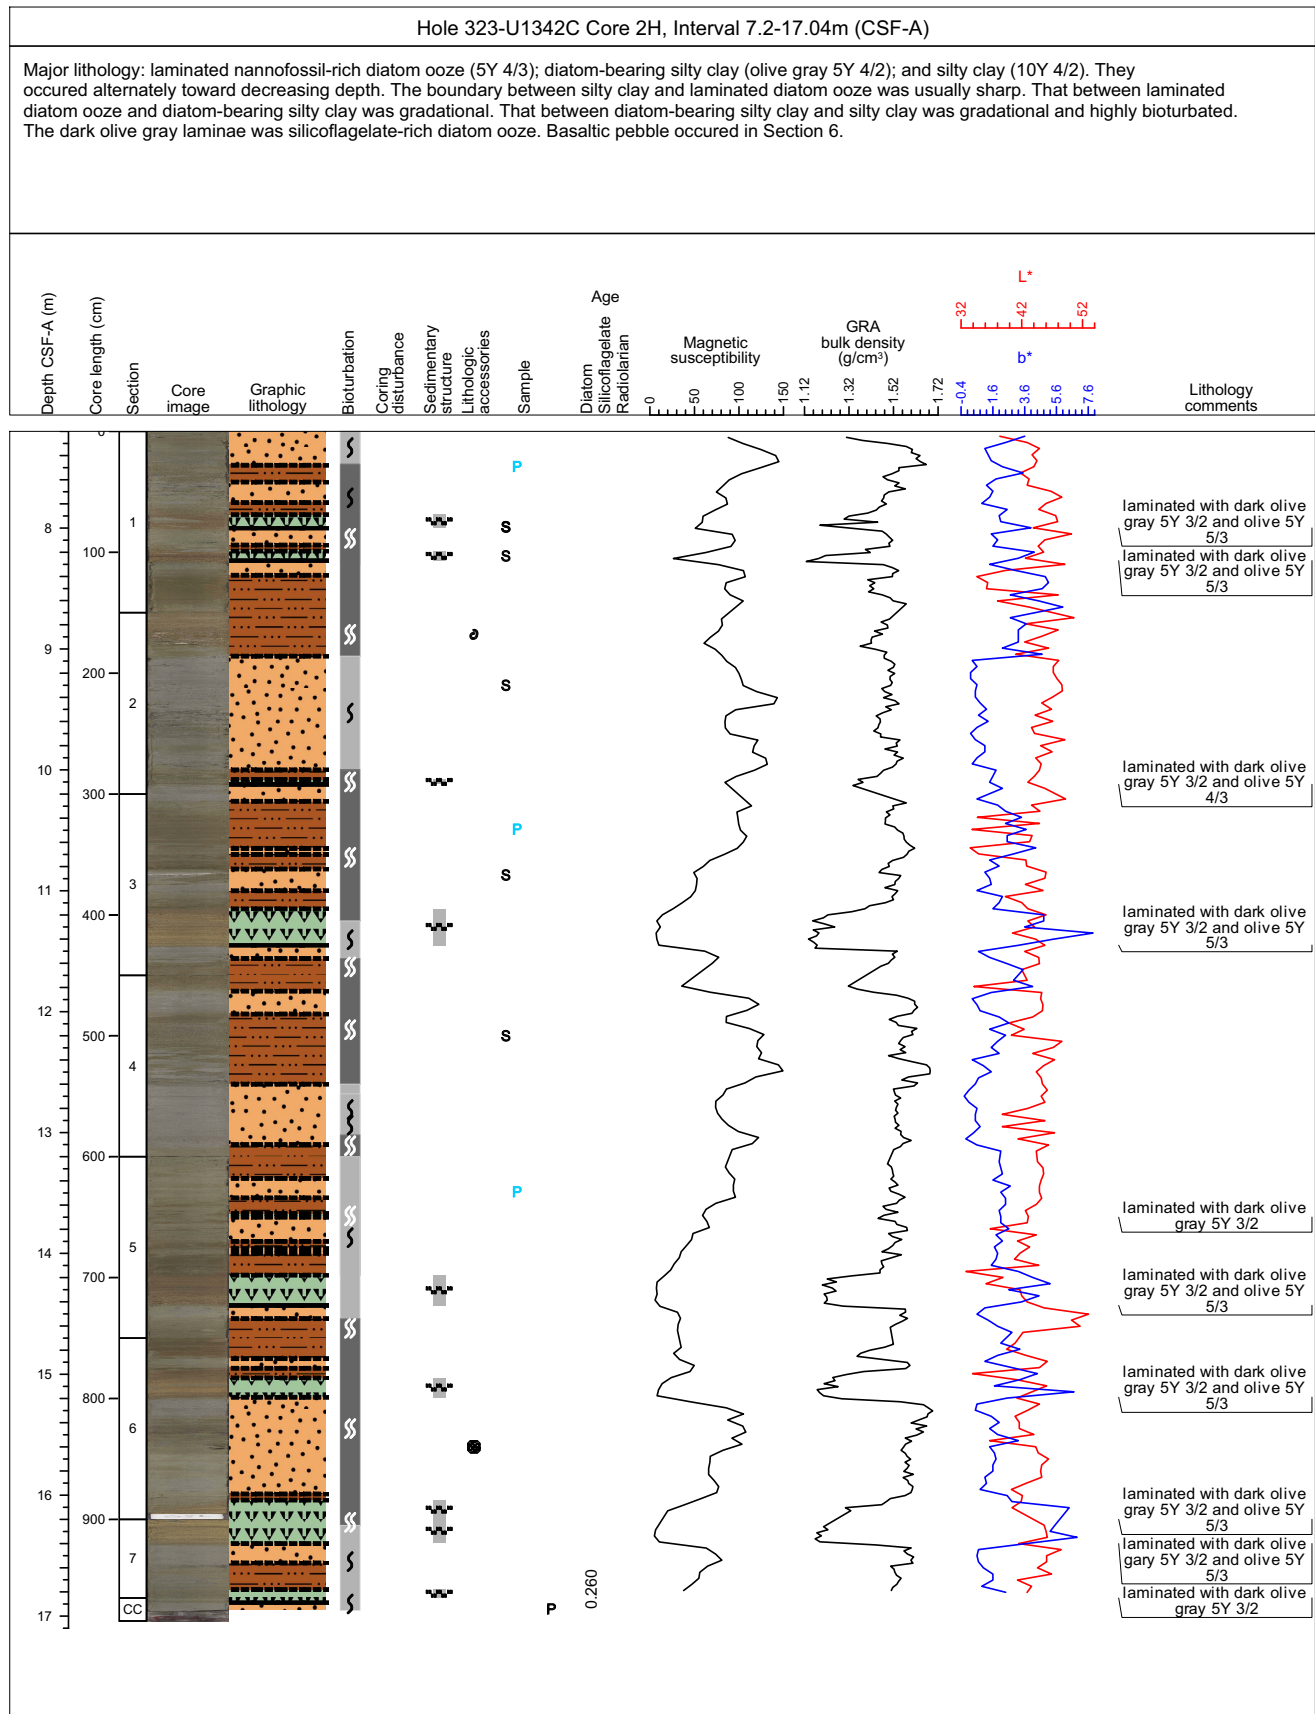 Hole 323-U1342C Core 2H, Interval 7.2-17.04m (CSF-A)
Major lithology: laminated nannofossil-rich diatom ooze (5Y 4/3); diatom-bearing silty clay (olive gray 5Y 4/2); and silty clay (10Y 4/2). They
occured alternately toward decreasing depth. The boundary between silty clay and laminated diatom ooze was usually sharp. That between laminated
diatom ooze and diatom-bearing silty clay was gradational. That between diatom-bearing silty clay and silty clay was gradational and highly bioturbated.
The dark olive gray laminae was silicoflagelate-rich diatom ooze. Basaltic pebble occured in Section 6.
Depth CSF-A (m)
Core length (cm)
Section
Core
image
Graphic
lithology
Bioturbation
Coring
disturbance
Sedimentary
structure
Lithologic
accessories
Sample
Age
Diatom
Silicoflagelate
Radiolarian
Magnetic
susceptibility
0 50 100 150
GRA
bulk density
(g/cm³)
1.12 1.32 1.52 1.72
L*
32 42 52
b*
-0.4 1.6 3.6 5.6 7.6
Lithology
comments
0
P
laminated with dark olive
gray 5Y 3/2 and olive 5Y
5/3
1
S
8
100
S
laminated with dark olive
gray 5Y 3/2 and olive 5Y
5/3
9
200
S
2
10
laminated with dark olive
gray 5Y 3/2 and olive 5Y
4/3
300
P
3
S
11
400
laminated with dark olive
gray 5Y 3/2 and olive 5Y
5/3
12
500
S
4
13
600
P
laminated with dark olive
gray 5Y 3/2
5
14
700
laminated with dark olive
gray 5Y 3/2 and olive 5Y
5/3
15
800
laminated with dark olive
gray 5Y 3/2 and olive 5Y
5/3
6
16
900
laminated with dark olive
gray 5Y 3/2 and olive 5Y
5/3
7
laminated with dark olive
gary 5Y 3/2 and olive 5Y
5/3
0.260
CC
P
17
laminated with dark olive
gray 5Y 3/2